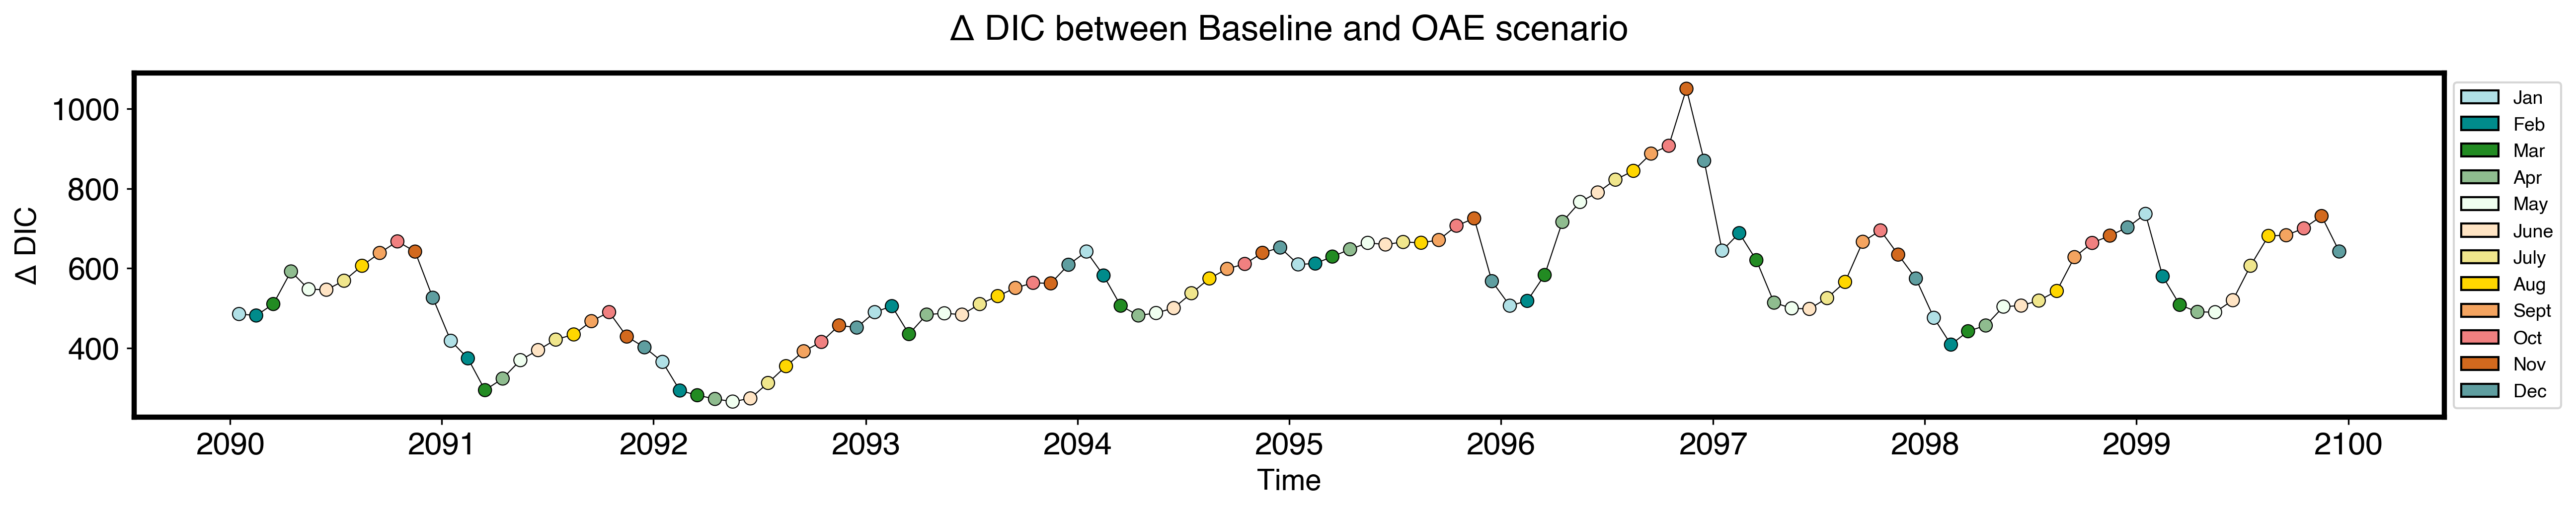 Δ DIC between Baseline and OAE scenario
Δ DIC
1000
800
600
400
2090 2091 2092 2093 2094 2095 2096 2097 2098 2099 2100
Time
Jan
Feb
Mar
Apr
May
June
July
Aug
Sept
Oct
Nov
Dec